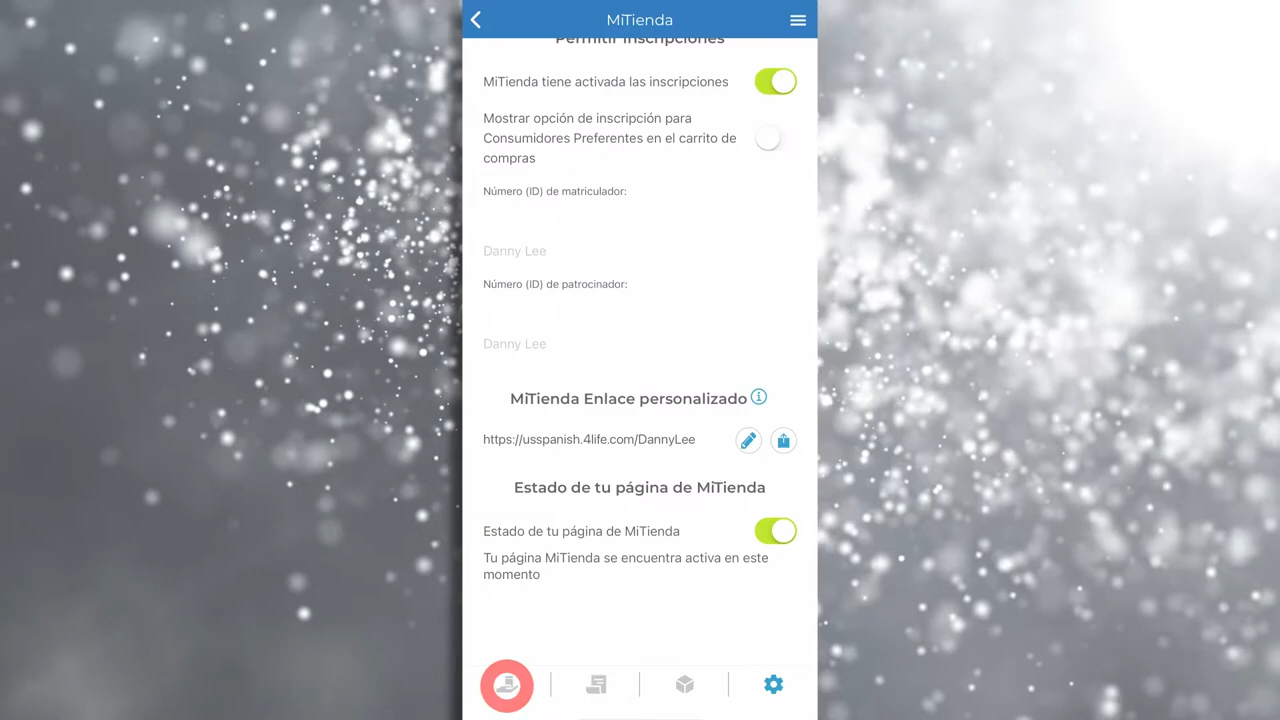 MiTienda
Permitir inscripciones
MiTienda tiene activada las inscripciones
Mostrar opción de inscripción para
Consumidores Preferentes en el carrito de
compras
Número (ID) de matriculador:
Danny Lee
Número (ID) de patrocinador:
Danny Lee
MiTienda Enlace personalizado
https://usspanish.4life.com/DannyLee
Estado de tu página de MiTienda
Estado de tu página de MiTienda
Tu página MiTienda se encuentra activa en este
momento